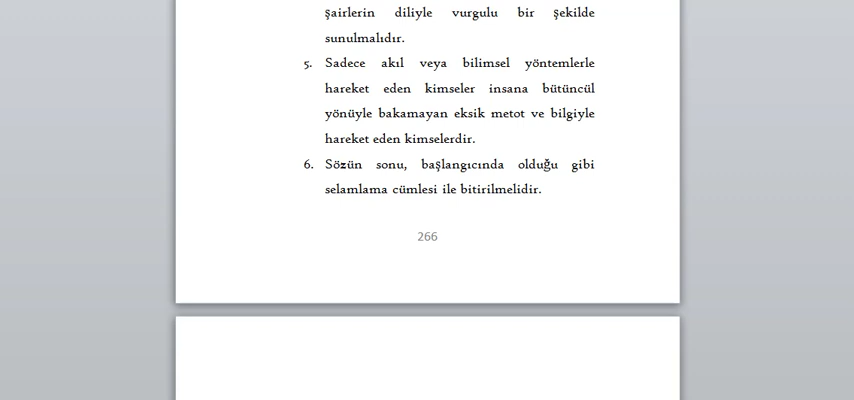 şairlerin diliyle vurgulu bir şekilde
sunulmalıdır.
5. Sadece akıl veya bilimsel yöntemlerle
hareket eden kimseler insana bütüncül
yönüyle bakamayan eksik metot ve bilgiyle
hareket eden kimselerdir.
6. Sözün sonu, başlangıcında olduğu gibi
selamlama cümlesi ile bitirilmelidir.
266